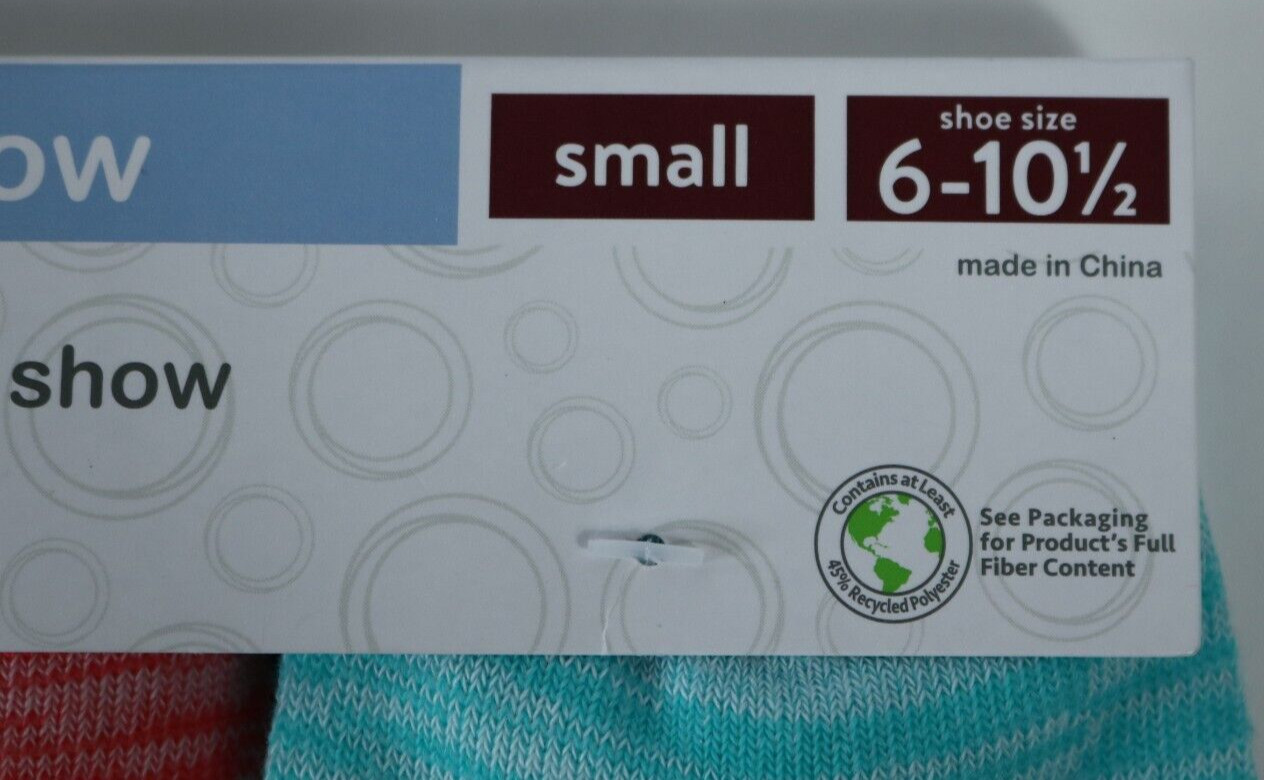 ow
small
shoe size
6-10½
made in China
show
Contains at Least
45% Recycled Polyester
See Packaging
for Product's Full
Fiber Content